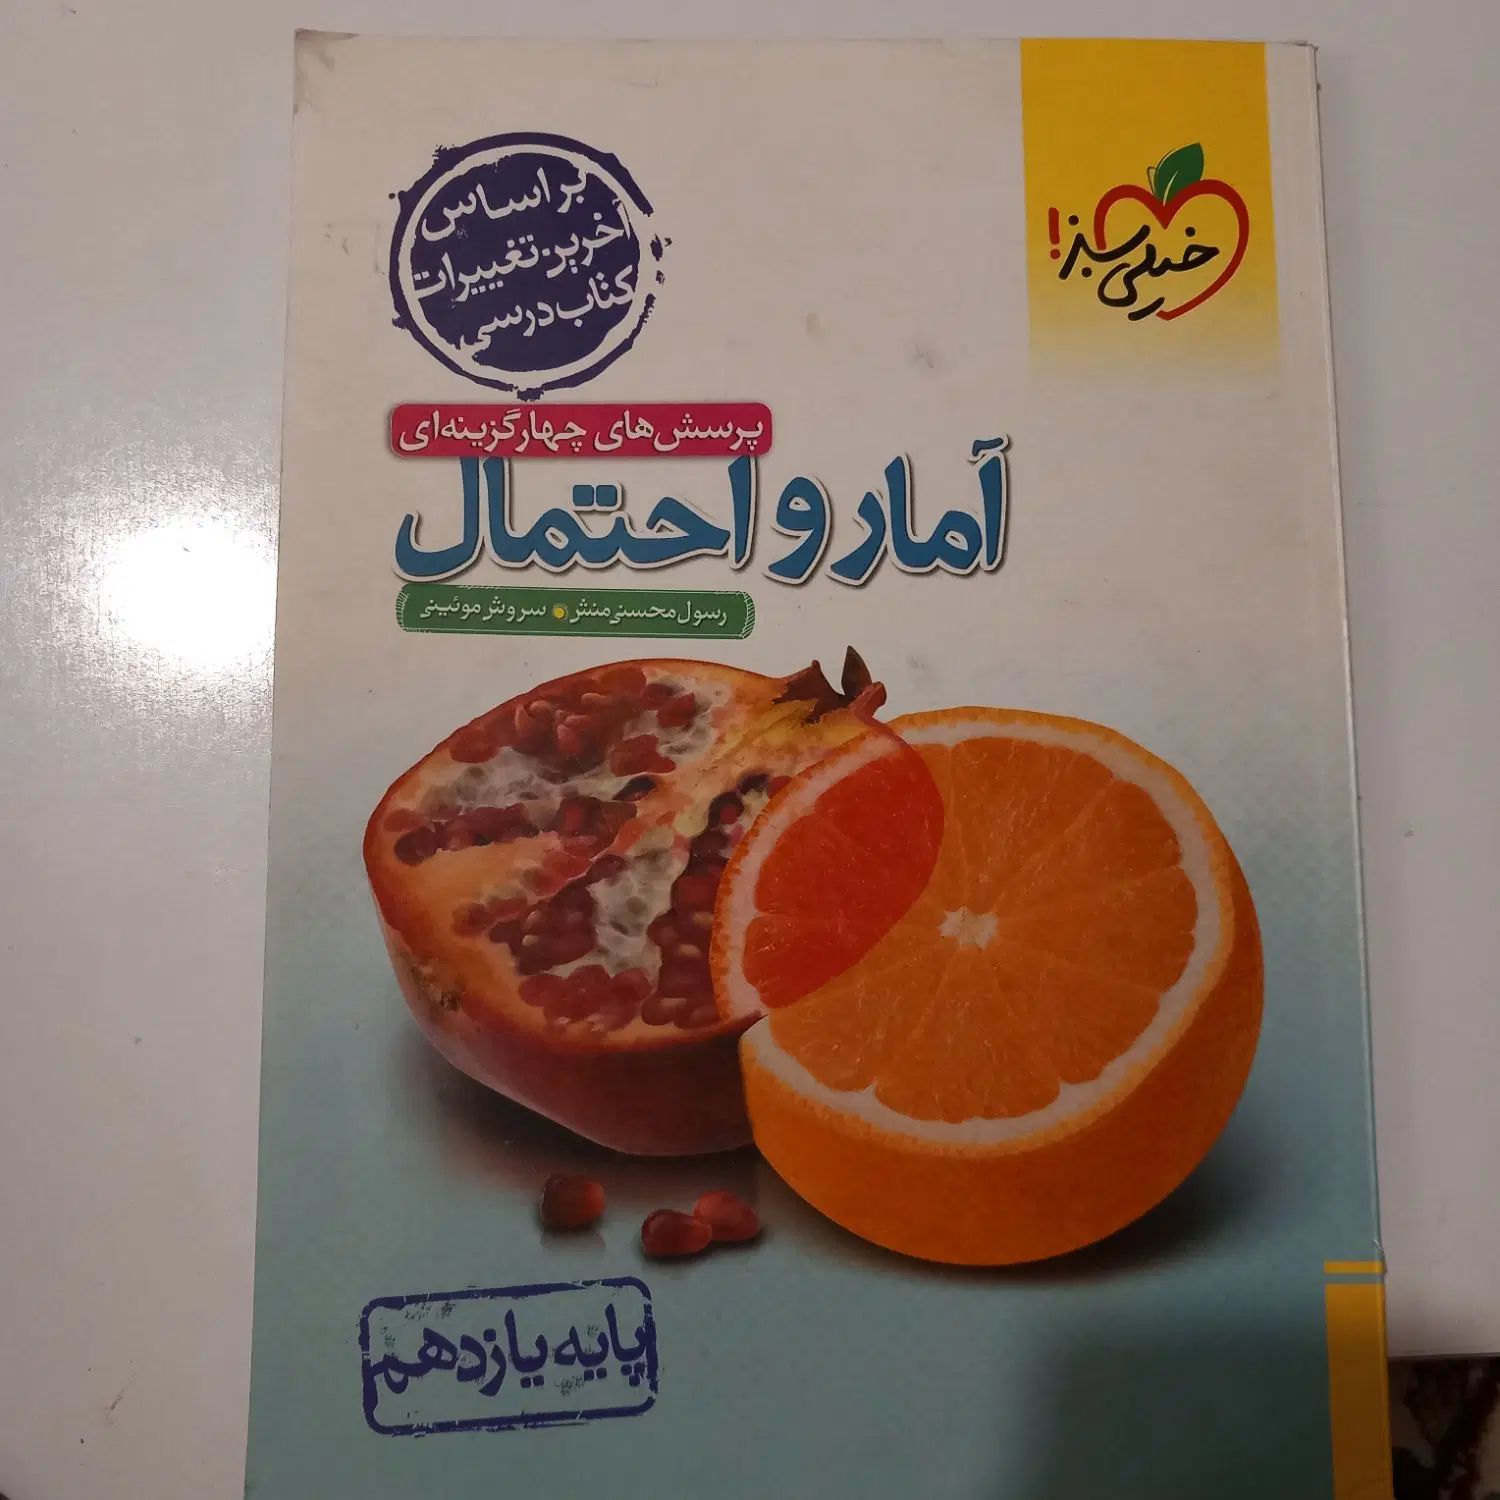 خیلی سبز!
بر اساس
آخرین تغییرات
کتاب درسی
پرسش‌های چهارگزینه‌ای
آمار و احتمال
رسول محسنی‌منش • سروش موئینی
پایه یازدهم